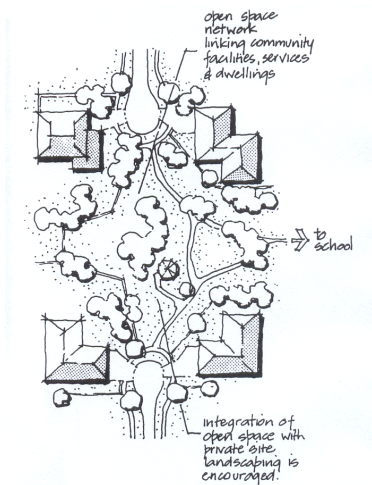 open space
network
linking community
facilities, services
& dwellings
to
school
integration of
open space with
private site
landscaping is
encouraged.